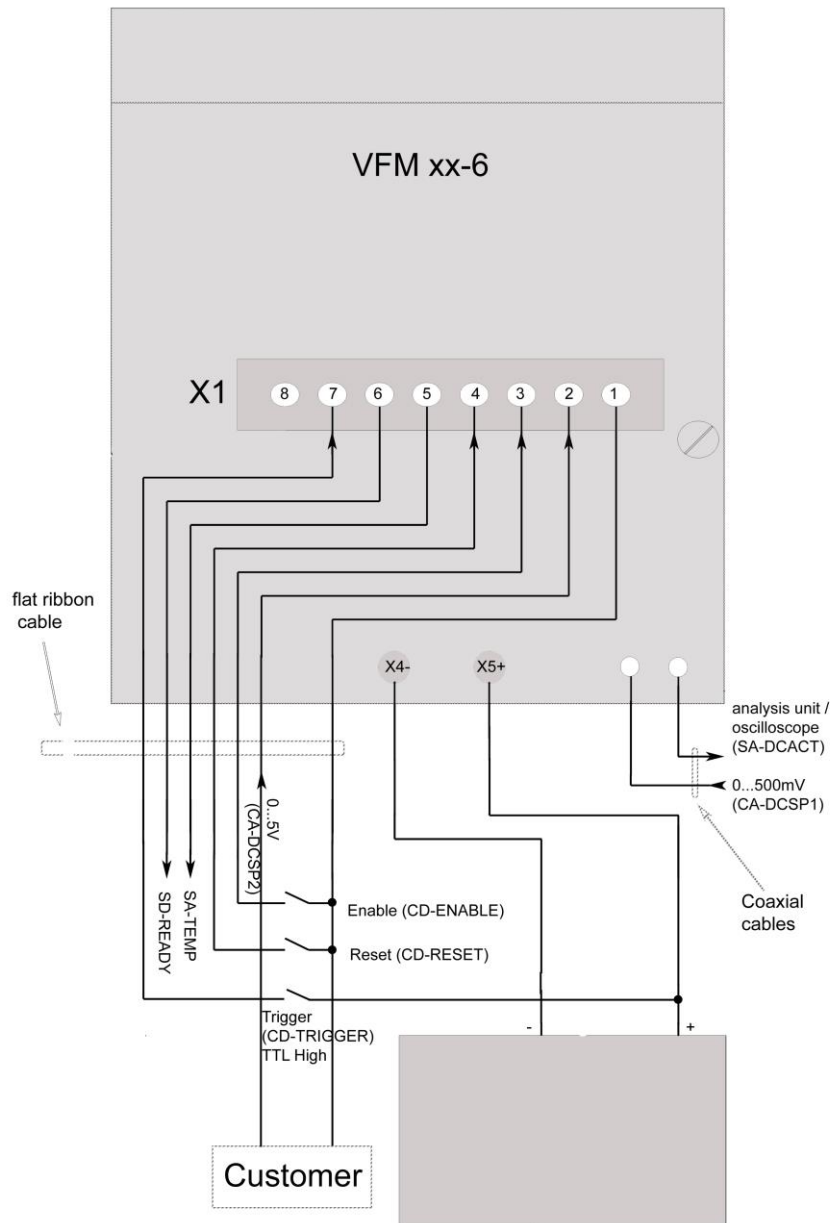 VFM xx-6
X1
8 7 6 5 4 3 2 1
flat ribbon
cable
X4-
X5+
analysis unit /
oscilloscope
(SA-DCACT)
0...500mV
(CA-DCSP1)
0...5V
(CA-DCSP2)
Coaxial
cables
SD-READY
SA-TEMP
Enable (CD-ENABLE)
Reset (CD-RESET)
Trigger
(CD-TRIGGER)
TTL High
-
+
Customer